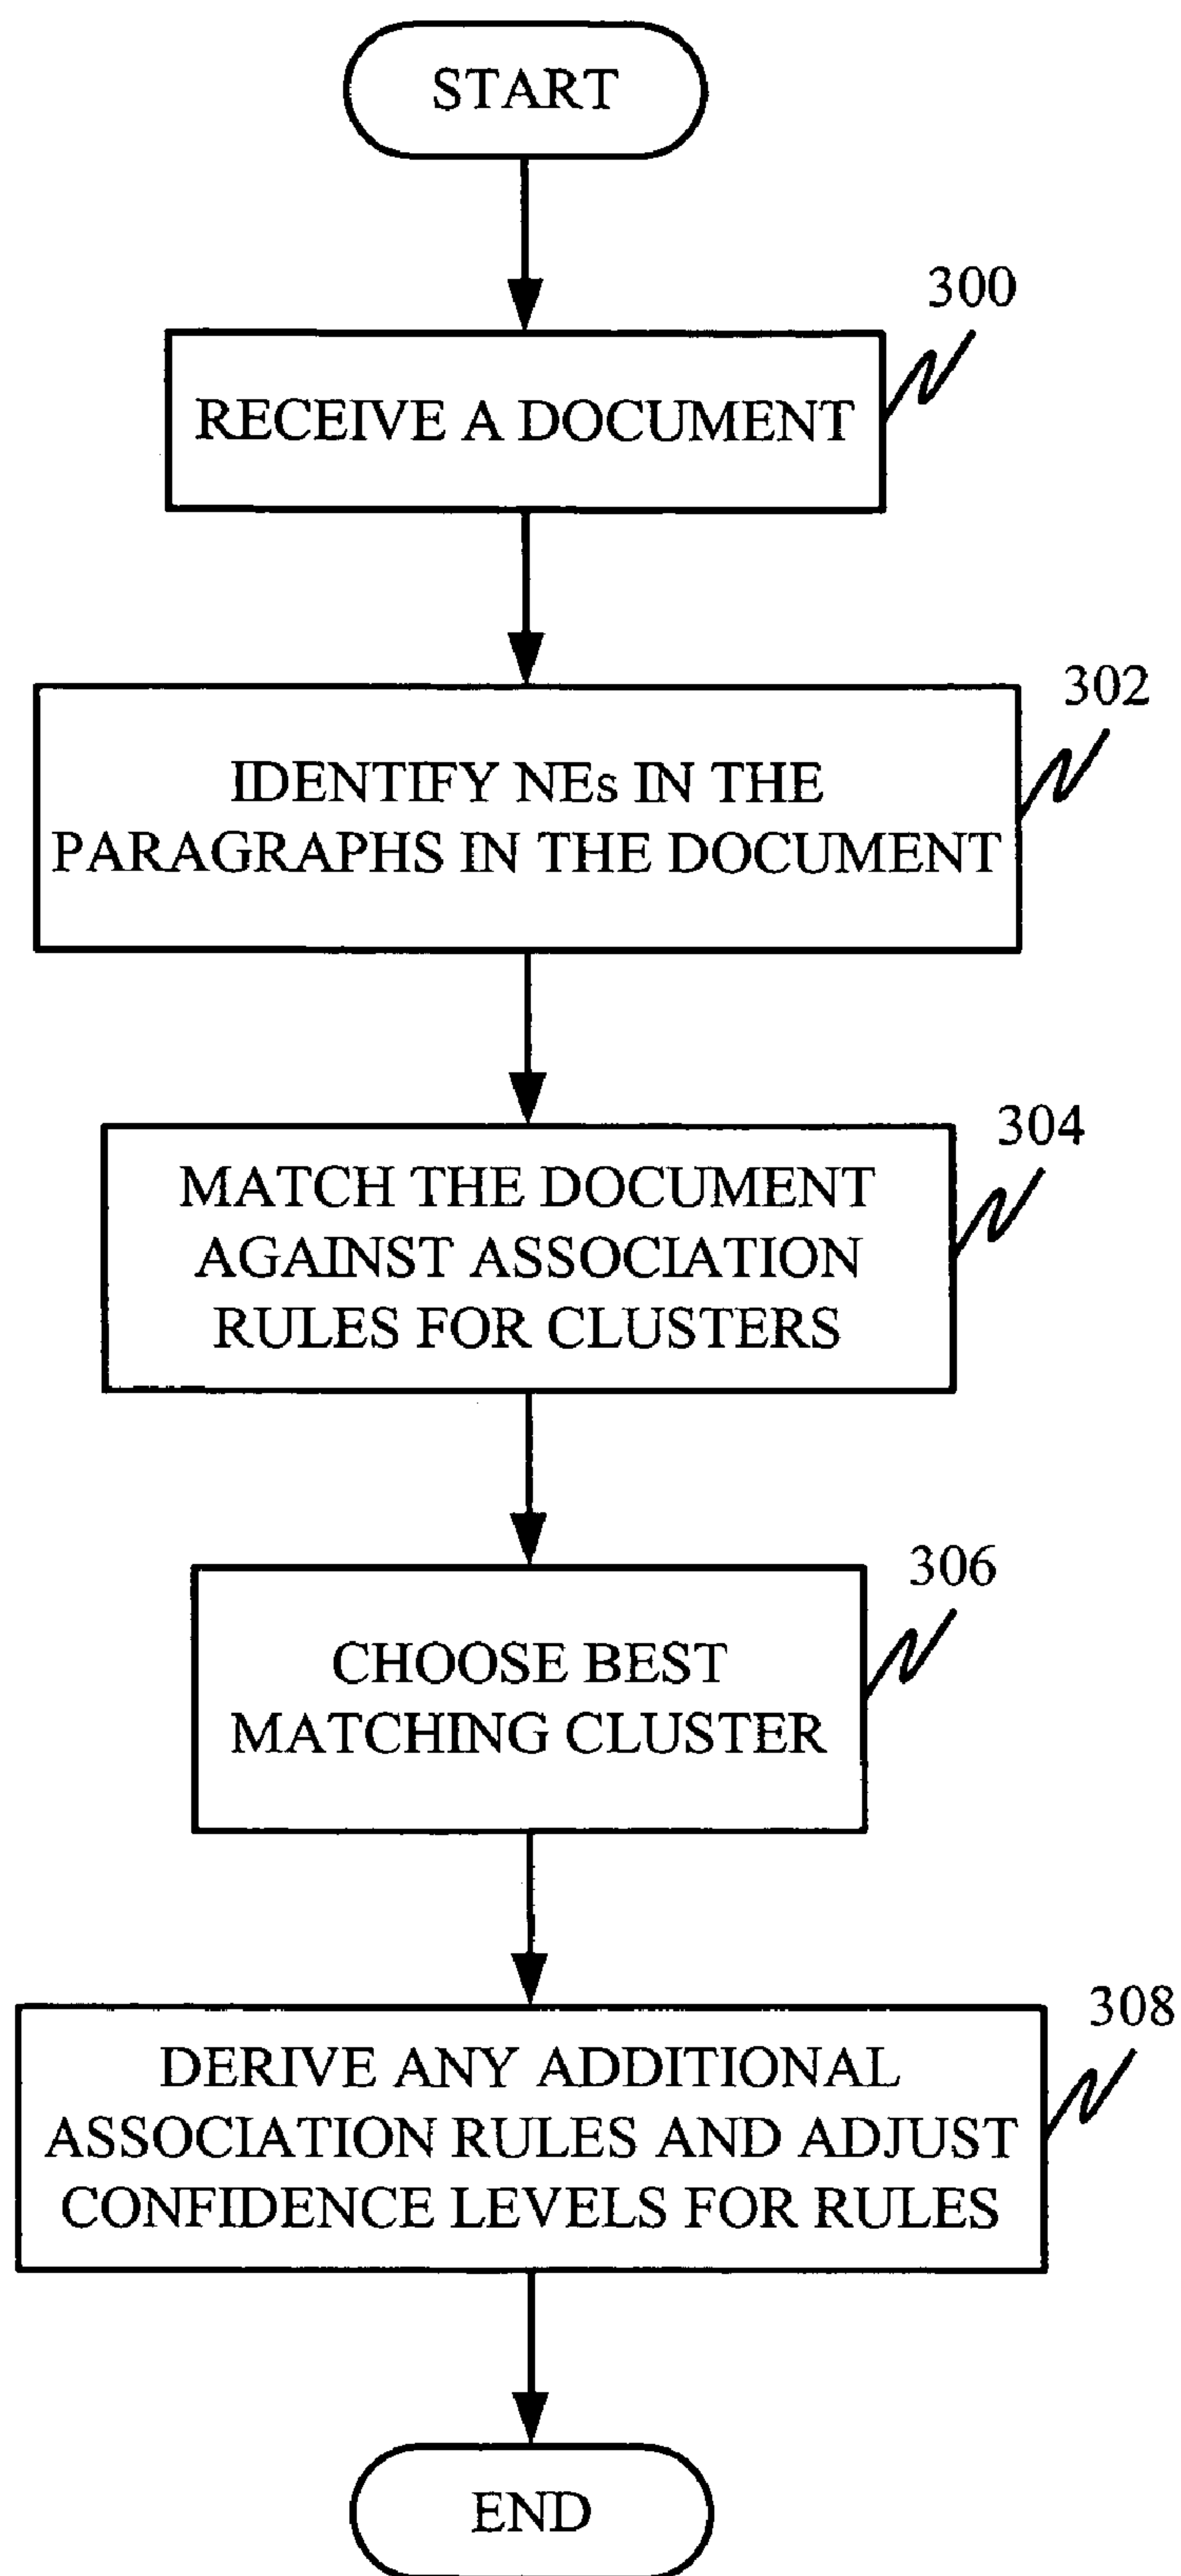 START
300
RECEIVE A DOCUMENT
302
IDENTIFY NEs IN THE
PARAGRAPHS IN THE DOCUMENT
304
MATCH THE DOCUMENT
AGAINST ASSOCIATION
RULES FOR CLUSTERS
306
CHOOSE BEST
MATCHING CLUSTER
308
DERIVE ANY ADDITIONAL
ASSOCIATION RULES AND ADJUST
CONFIDENCE LEVELS FOR RULES
END